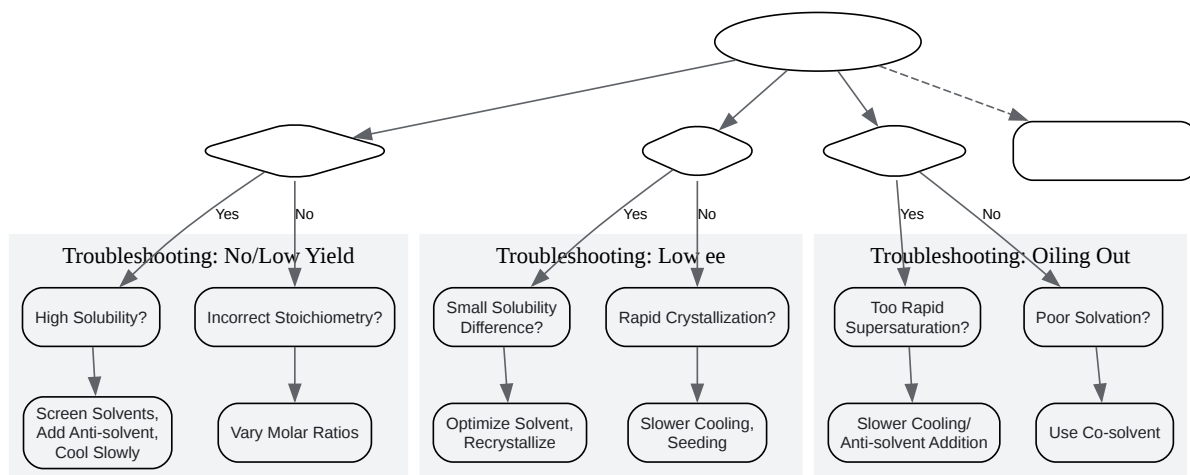 Yes
No
Yes
No
Yes
No
Troubleshooting: No/Low Yield
Troubleshooting: Low ee
Troubleshooting: Oiling Out
High Solubility?
Incorrect Stoichiometry?
Small Solubility
Difference?
Rapid Crystallization?
Too Rapid
Supersaturation?
Poor Solvation?
Screen Solvents,
Add Anti-solvent,
Cool Slowly
Vary Molar Ratios
Optimize Solvent,
Recrystallize
Slower Cooling,
Seeding
Slower Cooling/
Anti-solvent Addition
Use Co-solvent